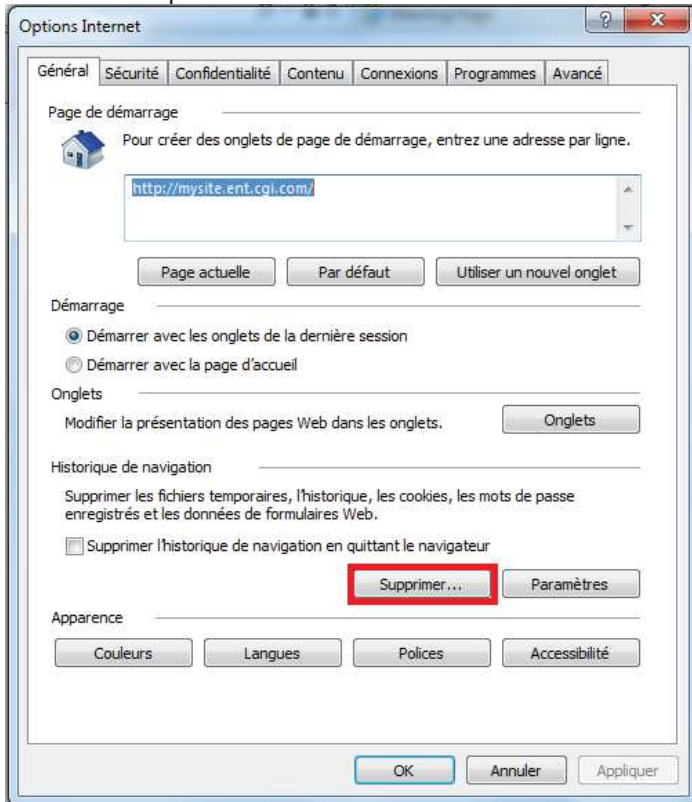 Options Internet
Général Sécurité Confidentialité Contenu Connexions Programmes Avancé
Page de démarrage
Pour créer des onglets de page de démarrage, entrez une adresse par ligne.
http://mysite.ent.cgi.com/
Page actuelle Par défaut Utiliser un nouvel onglet
Démarrage
Démarrer avec les onglets de la dernière session
Démarrer avec la page d'accueil
Onglets
Modifier la présentation des pages Web dans les onglets. Onglets
Historique de navigation
Supprimer les fichiers temporaires, l'historique, les cookies, les mots de passe
enregistrés et les données de formulaires Web.
Supprimer l'historique de navigation en quittant le navigateur
Supprimer... Paramètres
Apparence
Couleurs Langues Polices Accessibilité
OK Annuler Appliquer